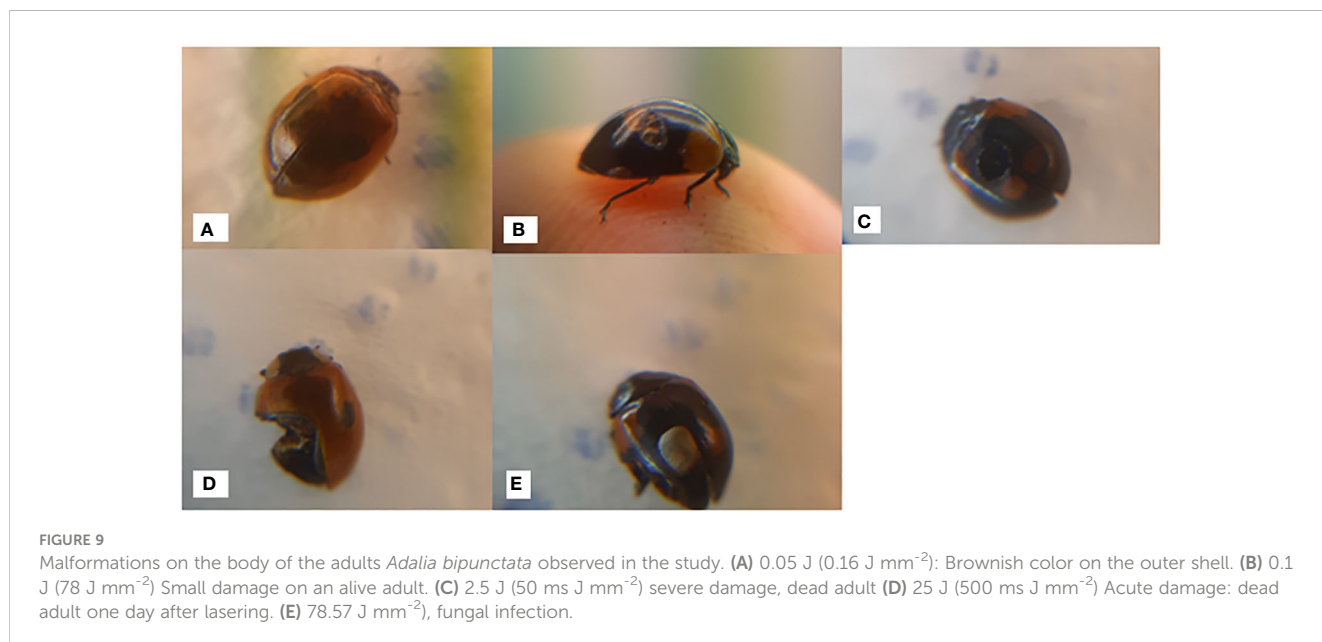 A
B
C
D
E
FIGURE 9
Malformations on the body of the adults Adalia bipunctata observed in the study. (A) 0.05 J (0.16 J mm-2): Brownish color on the outer shell. (B) 0.1
J (78 J mm-2) Small damage on an alive adult. (C) 2.5 J (50 ms J mm-2) severe damage, dead adult (D) 25 J (500 ms J mm-2) Acute damage: dead
adult one day after lasering. (E) 78.57 J mm-2), fungal infection.